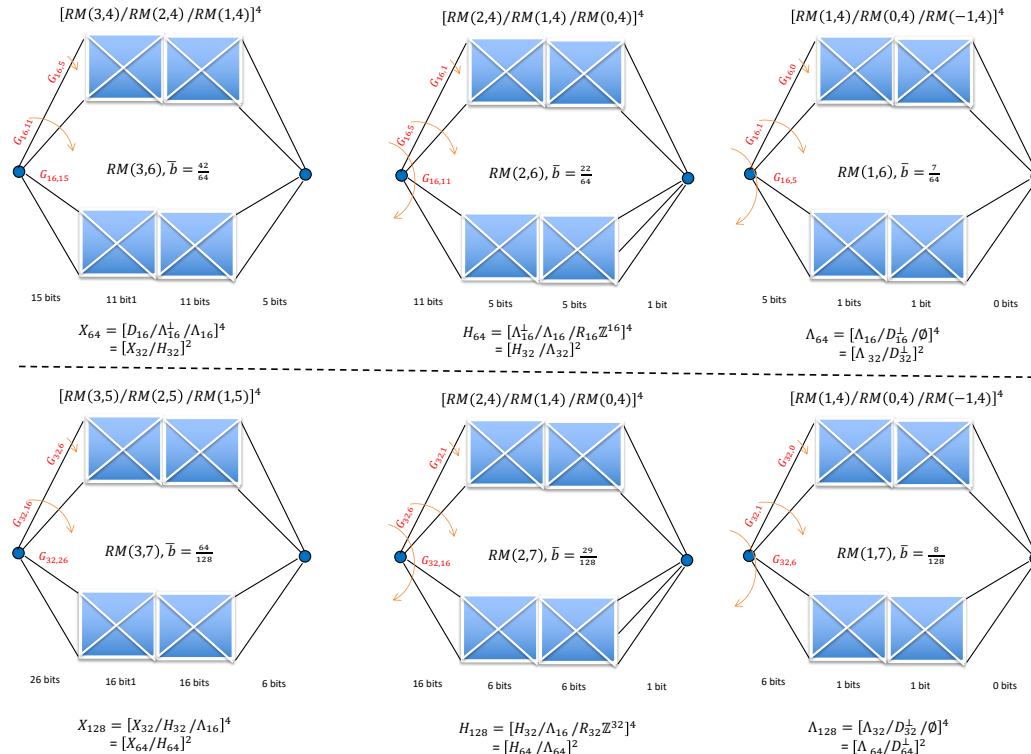 [RM(3,4)/RM(2,4)/RM(1,4)]⁴
[RM(2,4)/RM(1,4)/RM(0,4)]⁴
[RM(1,4)/RM(0,4)/RM(−1,4)]⁴
G₁₆,₅
G₁₆,₁₁
G₁₆,₁₅
RM(3,6), b̅ = 42/64
G₁₆,₁
G₁₆,₅
G₁₆,₁₁
RM(2,6), b̅ = 22/64
G₁₆,₀
G₁₆,₁
G₁₆,₅
RM(1,6), b̅ = 7/64
15 bits 11 bit1 11 bits 5 bits
11 bits 5 bits 5 bits 1 bit
5 bits 1 bits 1 bit 0 bits
X₆₄ = [D₁₆/Λ₁₆^⊥/Λ₁₆]⁴
= [X₃₂/H₃₂]²
H₆₄ = [Λ₁₆^⊥/Λ₁₆/R₁₆ℤ¹⁶]⁴
= [H₃₂/Λ₃₂]²
Λ₆₄ = [Λ₁₆/D₁₆^⊥/∅]⁴
= [Λ₃₂/D₃₂^⊥]²
[RM(3,5)/RM(2,5)/RM(1,5)]⁴
[RM(2,4)/RM(1,4)/RM(0,4)]⁴
[RM(1,4)/RM(0,4)/RM(−1,4)]⁴
G₃₂,₆
G₃₂,₁₆
G₃₂,₂₆
RM(3,7), b̅ = 64/128
G₃₂,₁
G₃₂,₆
G₃₂,₁₆
RM(2,7), b̅ = 29/128
G₃₂,₀
G₃₂,₁
G₃₂,₆
RM(1,7), b̅ = 8/128
26 bits 16 bit1 16 bits 6 bits
16 bits 6 bits 6 bits 1 bit
6 bits 1 bit 1 bit 0 bits
X₁₂₈ = [X₃₂/H₃₂/Λ₁₆]⁴
= [X₆₄/H₆₄]²
H₁₂₈ = [H₃₂/Λ₁₆/R₃₂ℤ³²]⁴
= [H₆₄/Λ₆₄]²
Λ₁₂₈ = [Λ₃₂/D₃₂^⊥/∅]⁴
= [Λ₆₄/D₆₄^⊥]²